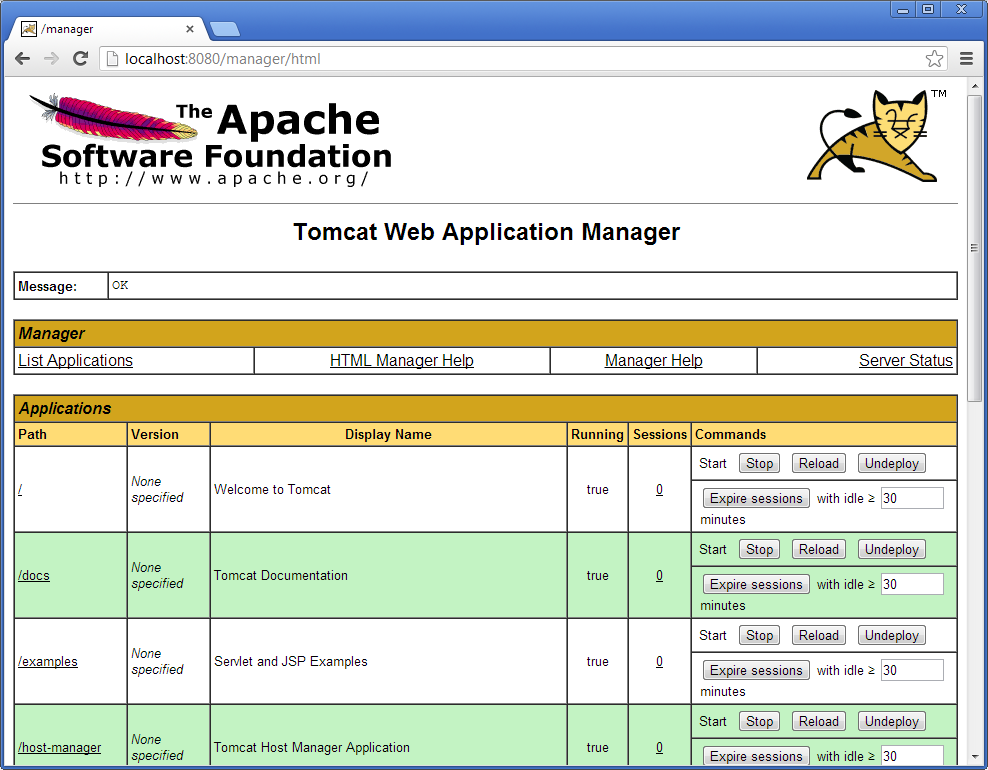 /manager
localhost:8080/manager/html
The Apache
Software Foundation
http://www.apache.org/
TM
Tomcat Web Application Manager
Message: OK
Manager
List Applications HTML Manager Help Manager Help Server Status
Applications
Path Version Display Name Running Sessions Commands
/ None specified Welcome to Tomcat true 0 Start Stop Reload Undeploy
Expire sessions with idle ≥ 30
minutes
/docs None specified Tomcat Documentation true 0 Start Stop Reload Undeploy
Expire sessions with idle ≥ 30
minutes
/examples None specified Servlet and JSP Examples true 0 Start Stop Reload Undeploy
Expire sessions with idle ≥ 30
minutes
/host-manager None specified Tomcat Host Manager Application true 0 Start Stop Reload Undeploy
Expire sessions with idle ≥ 30